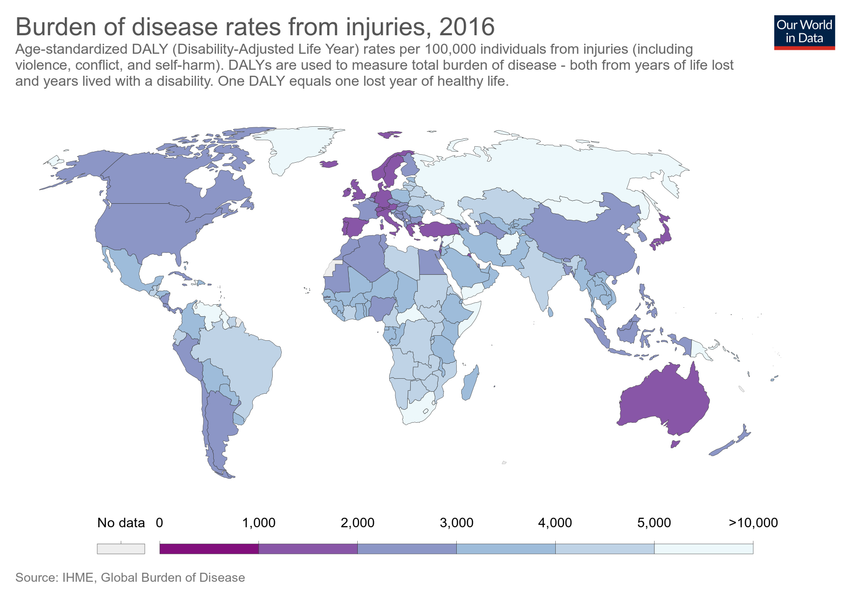 Burden of disease rates from injuries, 2016
Our World
in Data
Age-standardized DALY (Disability-Adjusted Life Year) rates per 100,000 individuals from injuries (including
violence, conflict, and self-harm). DALYs are used to measure total burden of disease - both from years of life lost
and years lived with a disability. One DALY equals one lost year of healthy life.
No data 0 1,000 2,000 3,000 4,000 5,000 >10,000
Source: IHME, Global Burden of Disease